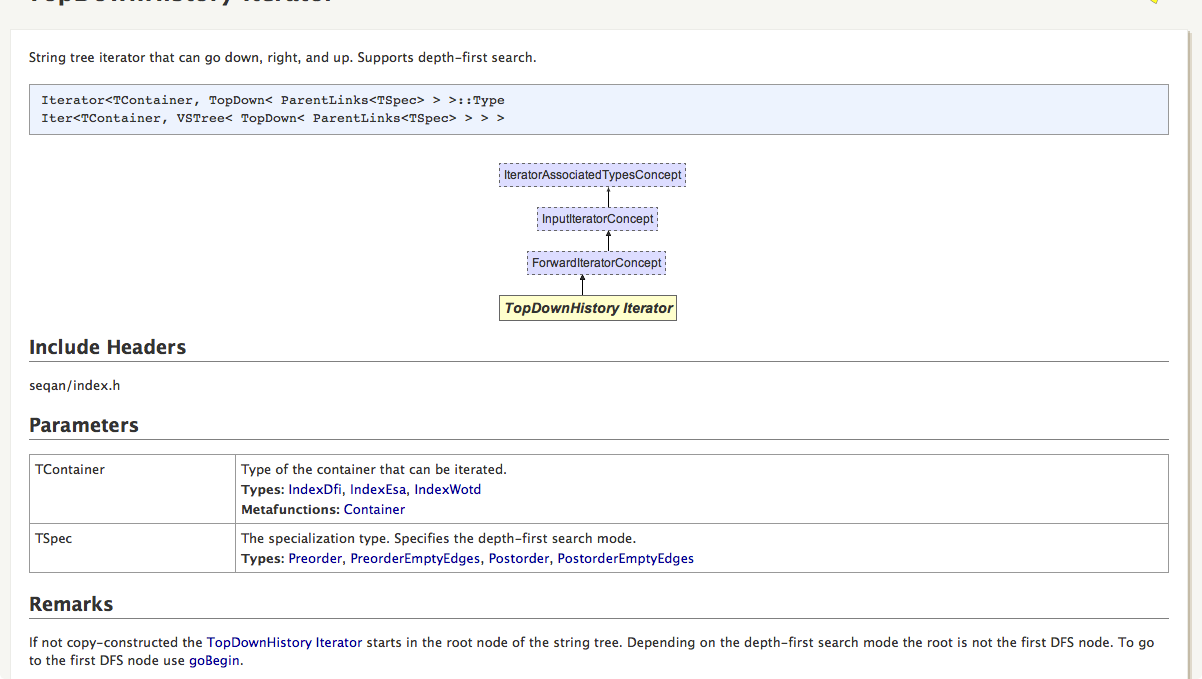 TopDownHistory Iterator
String tree iterator that can go down, right, and up. Supports depth-first search.
Iterator<TContainer, TopDown< ParentLinks<TSpec> > >::Type
Iter<TContainer, VSTree< TopDown< ParentLinks<TSpec> > > >
IteratorAssociatedTypesConcept
InputIteratorConcept
ForwardIteratorConcept
TopDownHistory Iterator
Include Headers
seqan/index.h
Parameters
TContainer
Type of the container that can be iterated.
Types: IndexDfi, IndexEsa, IndexWotd
Metafunctions: Container
TSpec
The specialization type. Specifies the depth-first search mode.
Types: Preorder, PreorderEmptyEdges, Postorder, PostorderEmptyEdges
Remarks
If not copy-constructed the TopDownHistory Iterator starts in the root node of the string tree. Depending on the depth-first search mode the root is not the first DFS node. To go
to the first DFS node use goBegin.